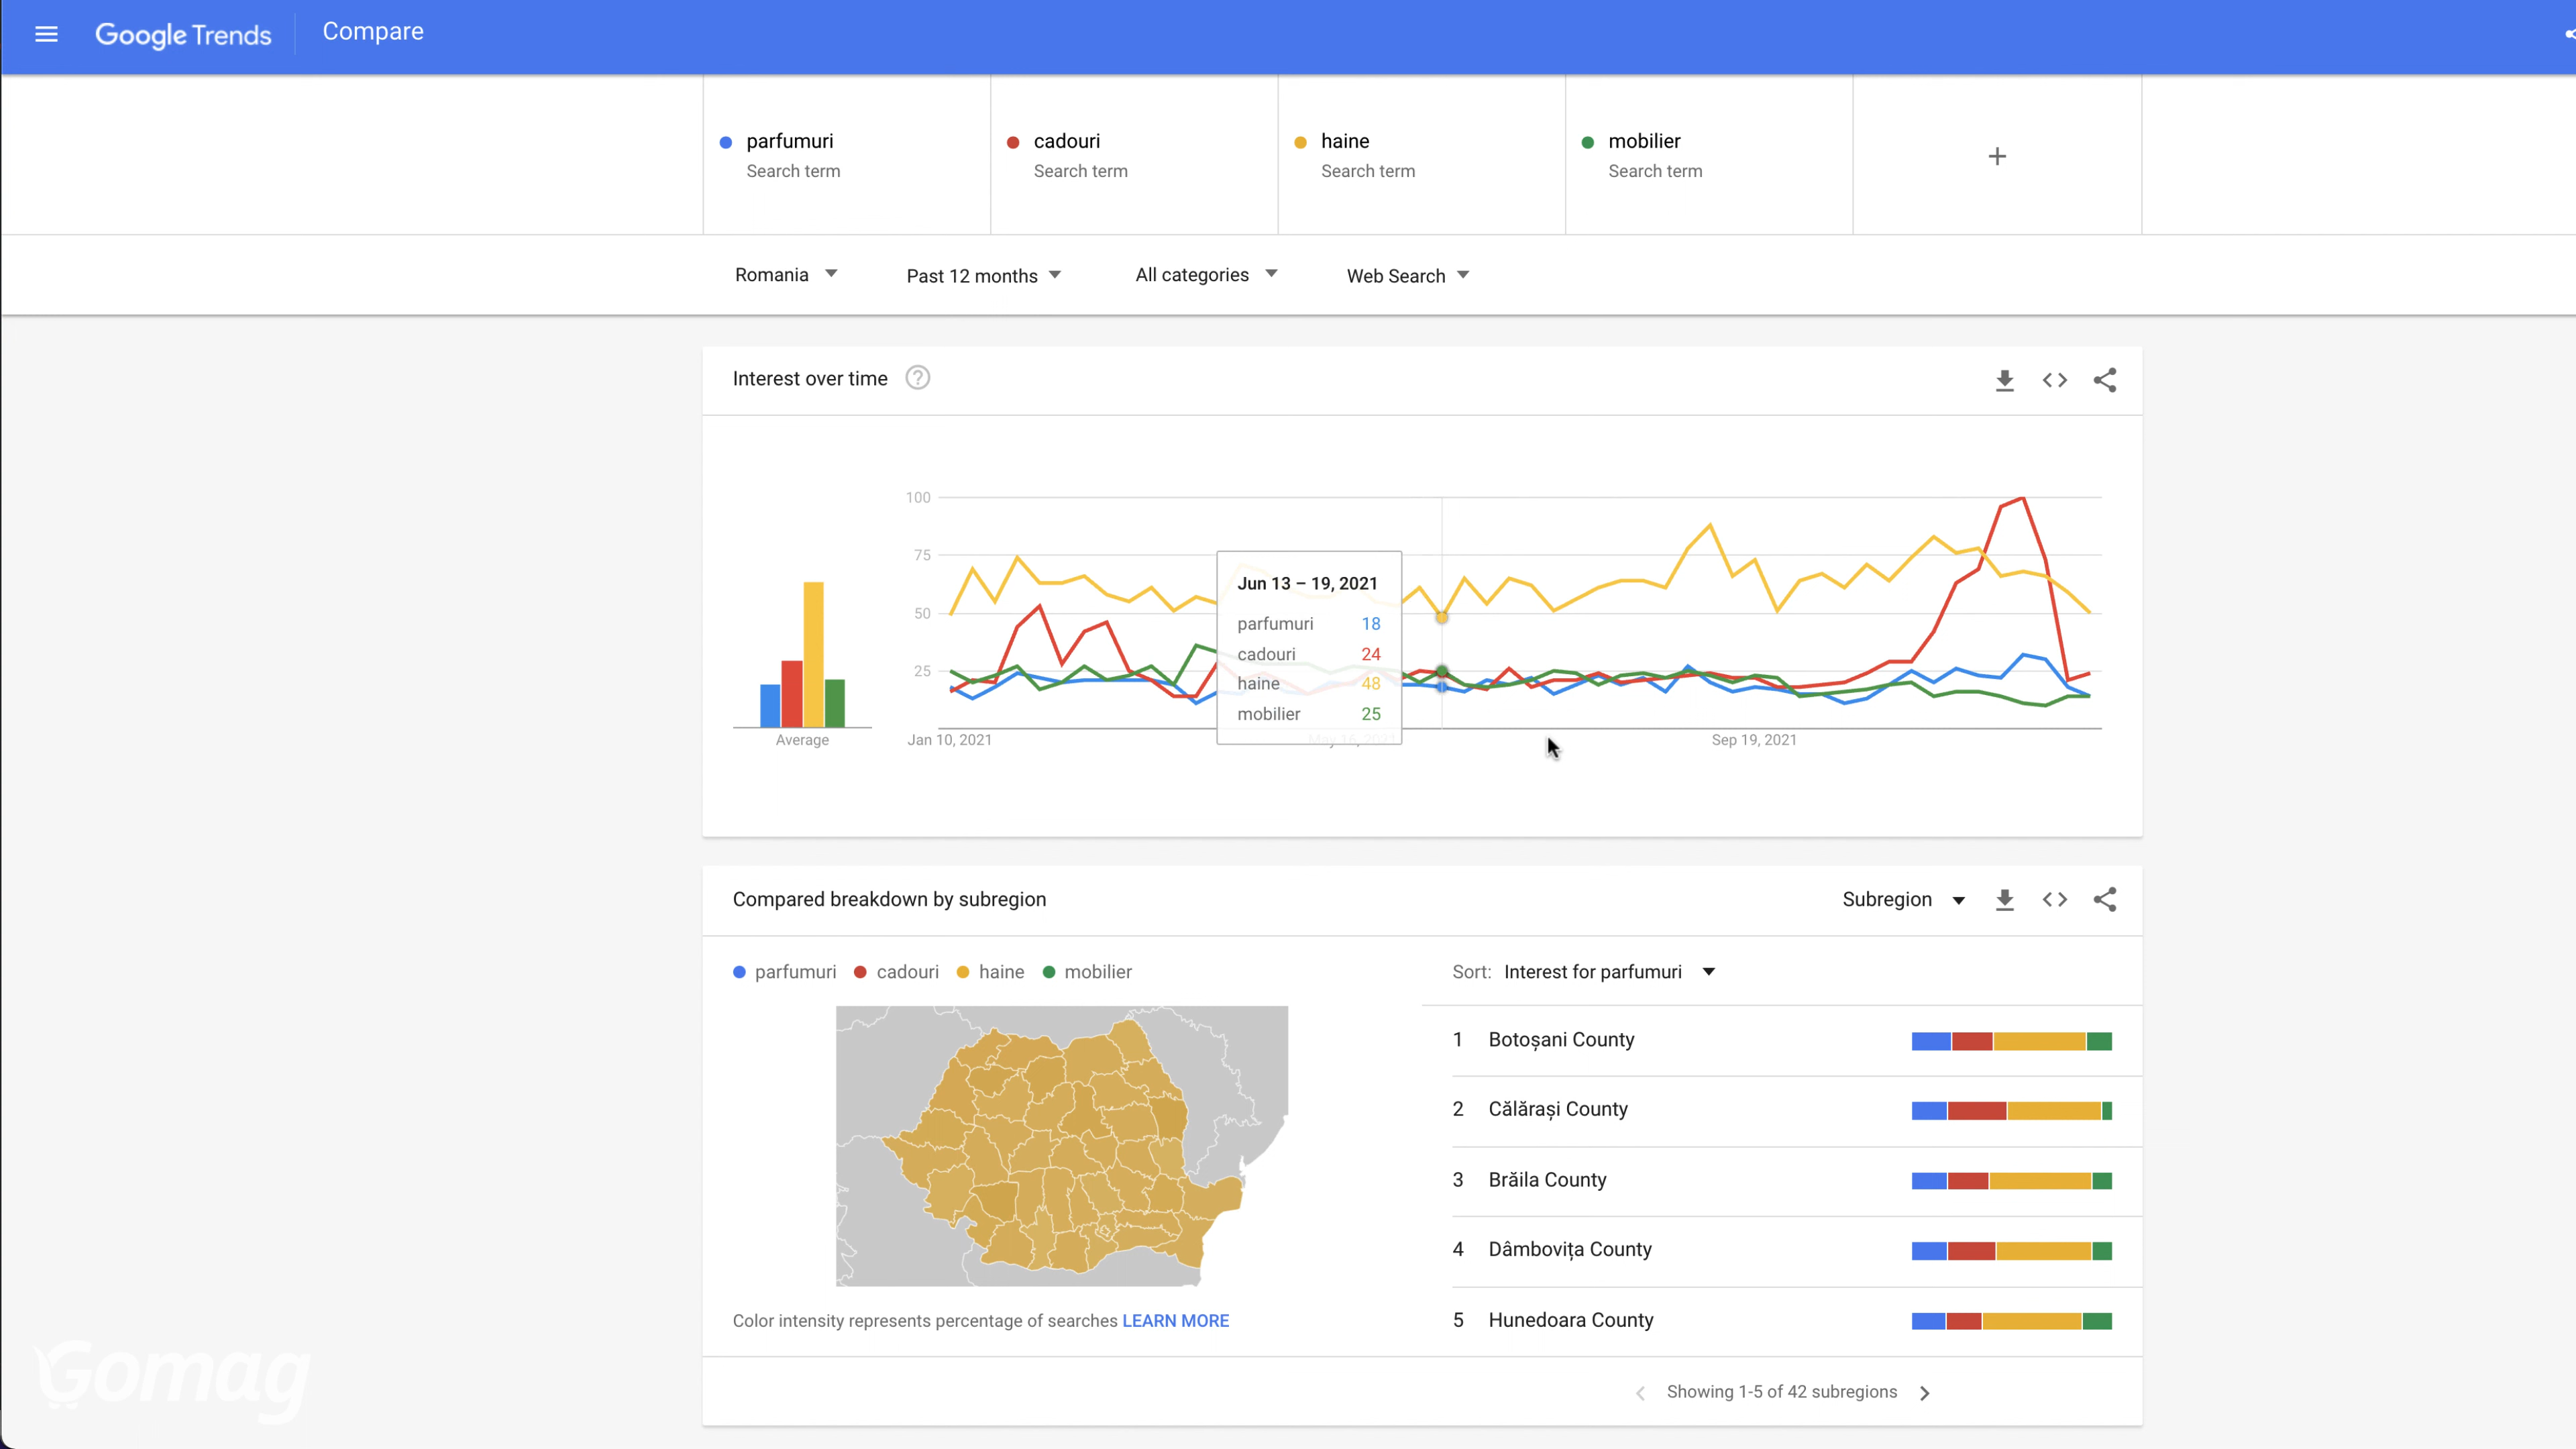 Google Trends
Compare
parfumuri
Search term
cadouri
Search term
haine
Search term
mobilier
Search term
+
Romania
Past 12 months
All categories
Web Search
Interest over time
?
100
75
50
25
Average
Jan 10, 2021
May 16, 2021
Sep 19, 2021
Jun 13 – 19, 2021
parfumuri 18
cadouri 24
haine 48
mobilier 25
Compared breakdown by subregion
Subregion
parfumuri cadouri haine mobilier
Sort: Interest for parfumuri
1 Botoșani County
2 Călărași County
3 Brăila County
4 Dâmbovița County
5 Hunedoara County
Color intensity represents percentage of searches LEARN MORE
Showing 1-5 of 42 subregions
Gomag